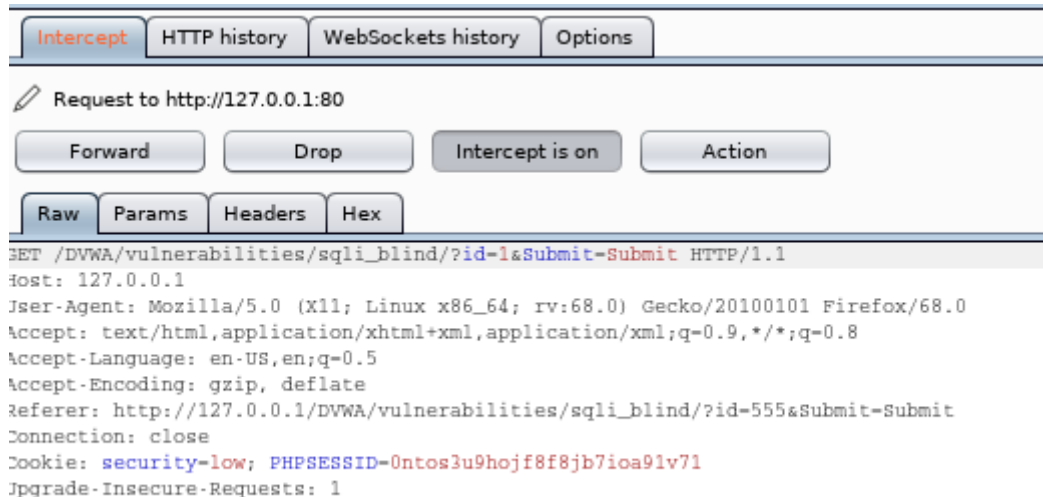 Intercept HTTP history WebSockets history Options
Request to http://127.0.0.1:80
Forward Drop Intercept is on Action
Raw Params Headers Hex
GET /DVWA/vulnerabilities/sqli_blind/?id=1&Submit=Submit HTTP/1.1
Host: 127.0.0.1
User-Agent: Mozilla/5.0 (X11; Linux x86_64; rv:68.0) Gecko/20100101 Firefox/68.0
Accept: text/html,application/xhtml+xml,application/xml;q=0.9,*/*;q=0.8
Accept-Language: en-US,en;q=0.5
Accept-Encoding: gzip, deflate
Referer: http://127.0.0.1/DVWA/vulnerabilities/sqli_blind/?id=555&Submit=Submit
Connection: close
Cookie: security=low; PHPSESSID=0ntos3u9hojf8f8jb7ioa91v71
Upgrade-Insecure-Requests: 1